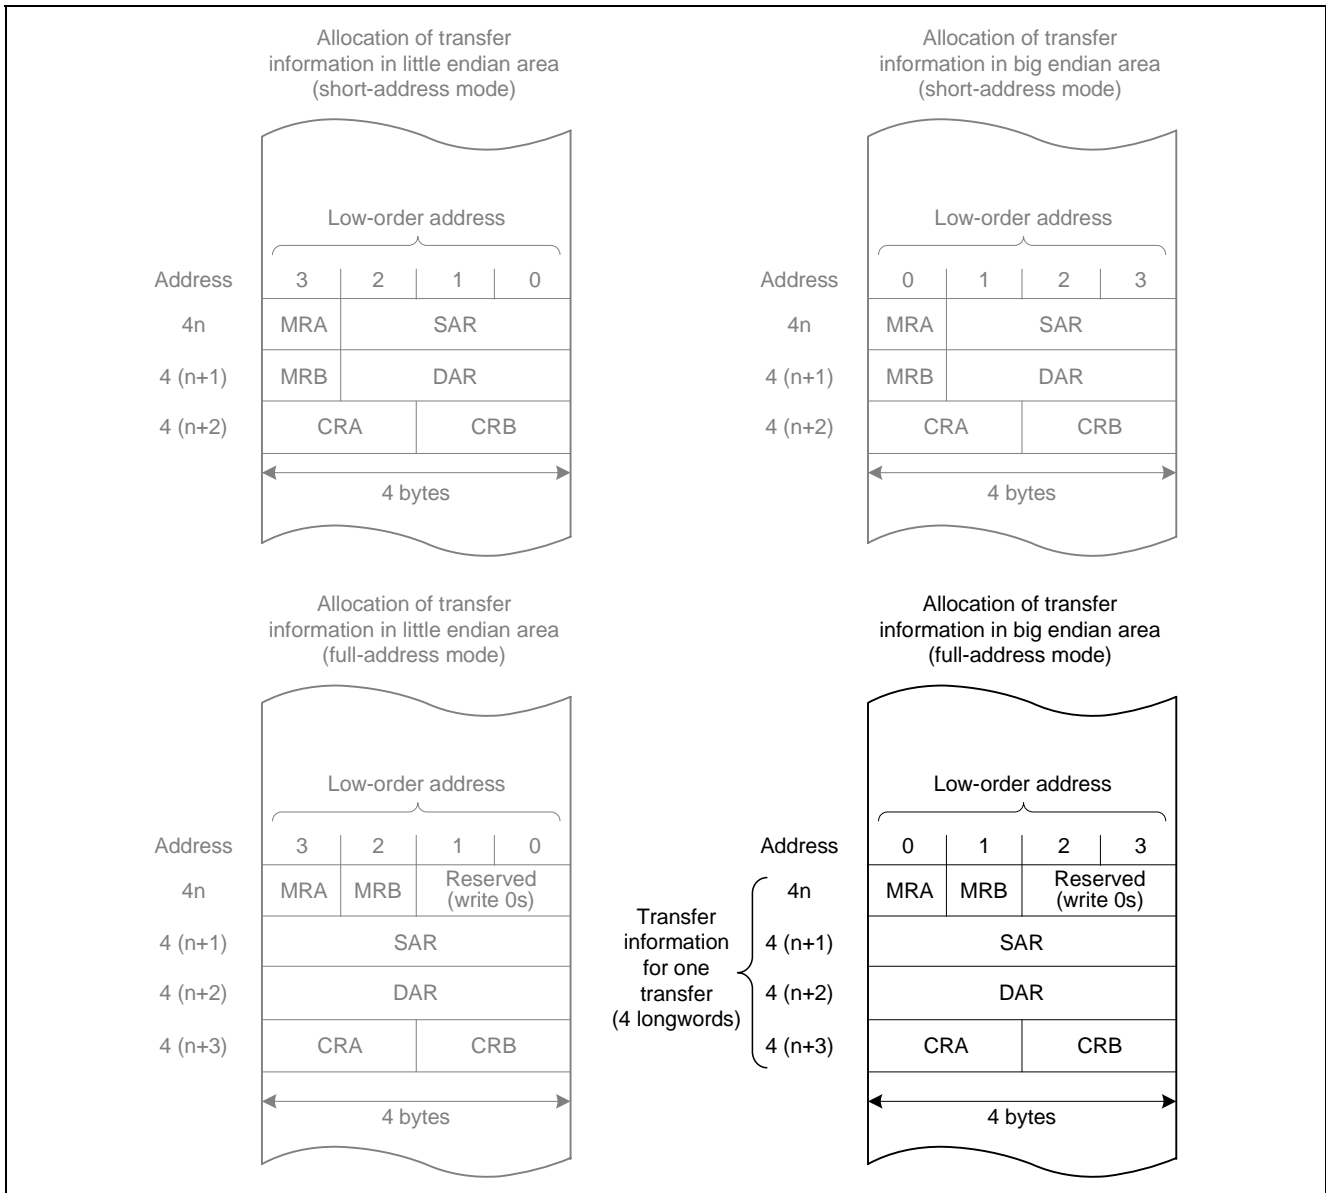 Allocation of transfer
information in little endian area
(short-address mode)
Low-order address
Address 3 2 1 0
4n MRA SAR
4 (n+1) MRB DAR
4 (n+2) CRA CRB
4 bytes
Allocation of transfer
information in big endian area
(short-address mode)
Low-order address
Address 0 1 2 3
4n MRA SAR
4 (n+1) MRB DAR
4 (n+2) CRA CRB
4 bytes
Allocation of transfer
information in little endian area
(full-address mode)
Low-order address
Address 3 2 1 0
4n MRA MRB Reserved
(write 0s)
4 (n+1) SAR
4 (n+2) DAR
4 (n+3) CRA CRB
4 bytes
Allocation of transfer
information in big endian area
(full-address mode)
Low-order address
Address 0 1 2 3
Transfer
information
for one
transfer
(4 longwords)
4n MRA MRB Reserved
(write 0s)
4 (n+1) SAR
4 (n+2) DAR
4 (n+3) CRA CRB
4 bytes